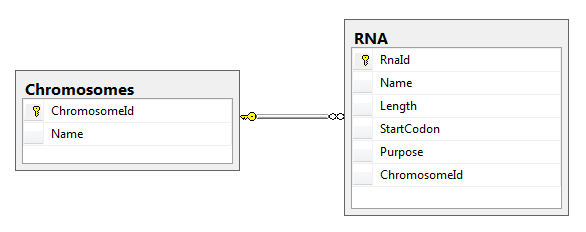 Chromosomes
ChromosomeId
Name
RNA
RnaId
Name
Length
StartCodon
Purpose
ChromosomeId